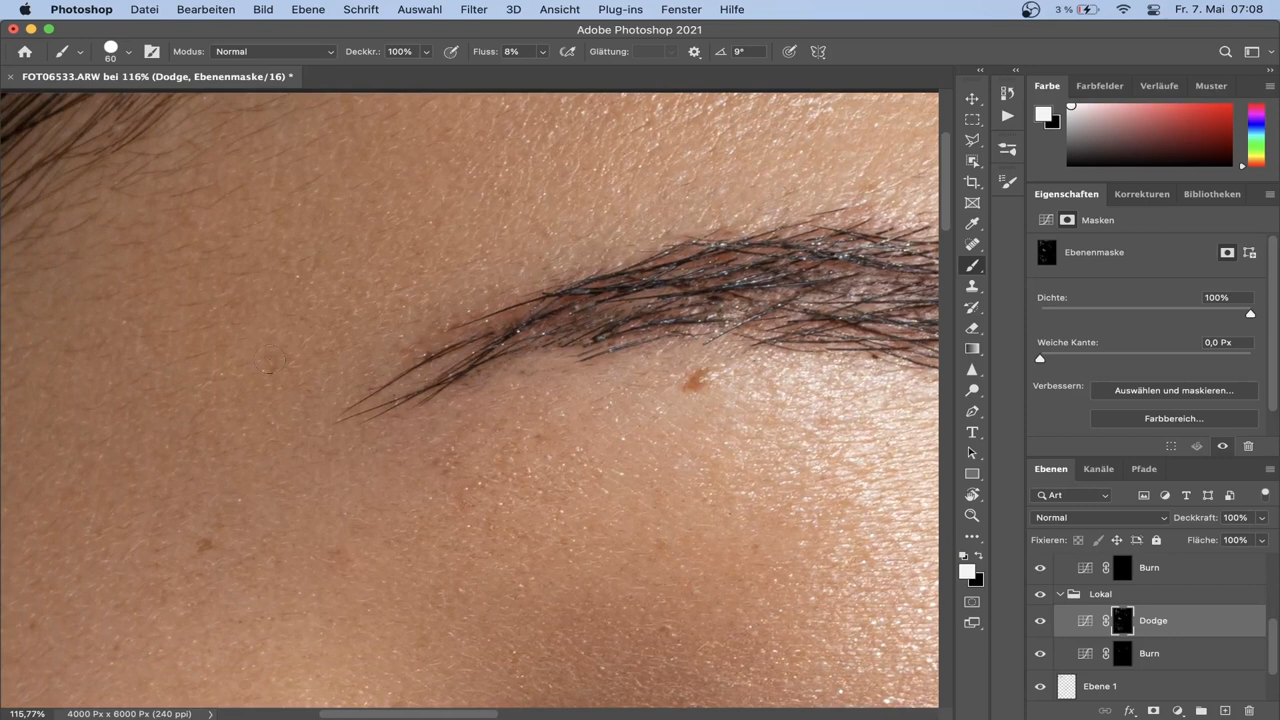 Photoshop Datei Bearbeiten Bild Ebene Schrift Auswahl Filter 3D Ansicht Plug-ins Fenster Hilfe 3 % Fr. 7. Mai 07:08
Adobe Photoshop 2021
60 Modus: Normal Deckkr.: 100% Fluss: 8% Glättung: 9°
FOT06533.ARW bei 116% (Dodge, Ebenenmaske/16) *
Farbe Farbfelder Verläufe Muster
Eigenschaften Korrekturen Bibliotheken
Masken
Ebenenmaske
Dichte: 100%
Weiche Kante: 0,0 Px
Verbessern: Auswählen und maskieren...
Farbbereich...
Ebenen Kanäle Pfade
Art
Normal Deckkraft: 100%
Fixieren: Fläche: 100%
Burn
Lokal
Dodge
Burn
Ebene 1
115,77% 4000 Px x 6000 Px (240 ppi)